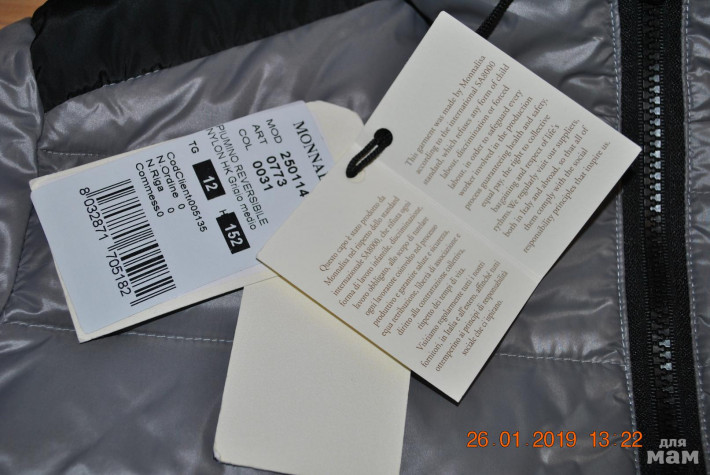 MONNAL
MOD 250114
ART 0773
COL 0031
PIUMINO REVERSIBILE
NYLON HK Grigio medio
TG 12 H 152
CodClienti005135
N.Ordine 0
N.Riga 0
Commess0
8032871 705182
This garment was made by Monnalisa
according to the international SA8000
standard, which refuses any form of child
labour, discrimination or forced
labour, in order to safeguard every
worker involved in the production
process guaranteeing health and safety,
equal pay, the right to collective
bargaining and respect of life's
rythms. We regularly visit our suppliers,
both in Italy and abroad, so that all of
them comply with the social
responsibility principles that inspire us.
Questo capo è stato prodotto da
Monnalisa nel rispetto dello standard
internazionale SA8000, che rifiuta ogni
forma di lavoro infantile, discriminazione,
lavoro obbligato, allo scopo di tutelare
ogni lavoratore coinvolto nel processo
produttivo e garantire salute e sicurezza,
equa retribuzione, libertà di associazione e
diritto alla contrattazione collettiva,
rispetto dei tempi di vita.
Visitiamo regolarmente tutti i nostri
fornitori, in Italia e all'estero, affinché tutti
ottemperino ai principi di responsabilità
sociale che ci ispirano.
26 01 2019 13 22
для
мам